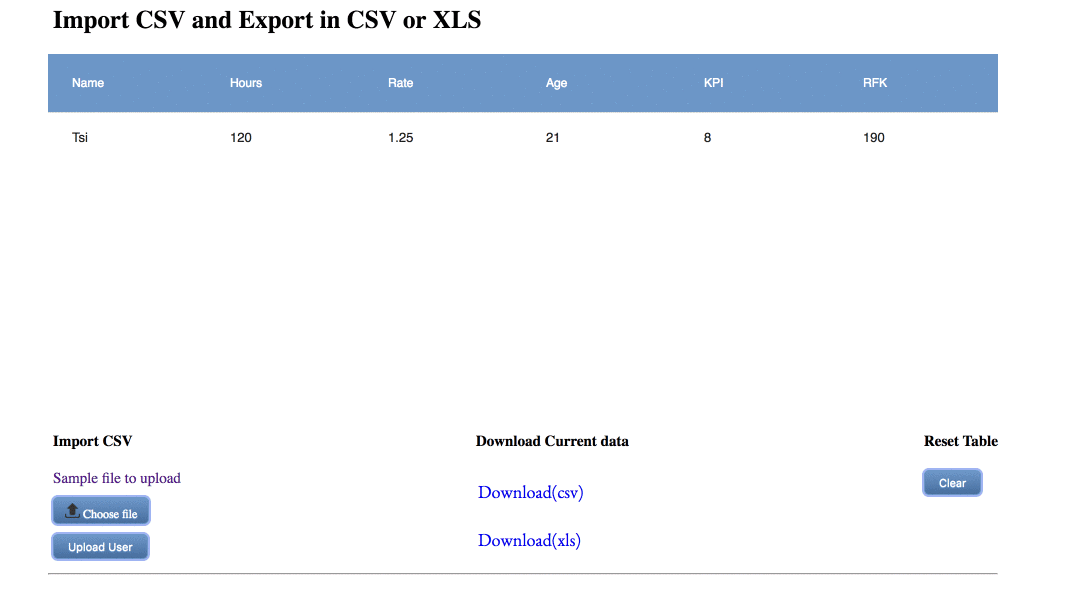 Import CSV and Export in CSV or XLS
Name Hours Rate Age KPI RFK
Tsi 120 1.25 21 8 190
Import CSV Download Current data Reset Table
Sample file to upload
Download(csv) Clear
Choose file
Download(xls)
Upload User